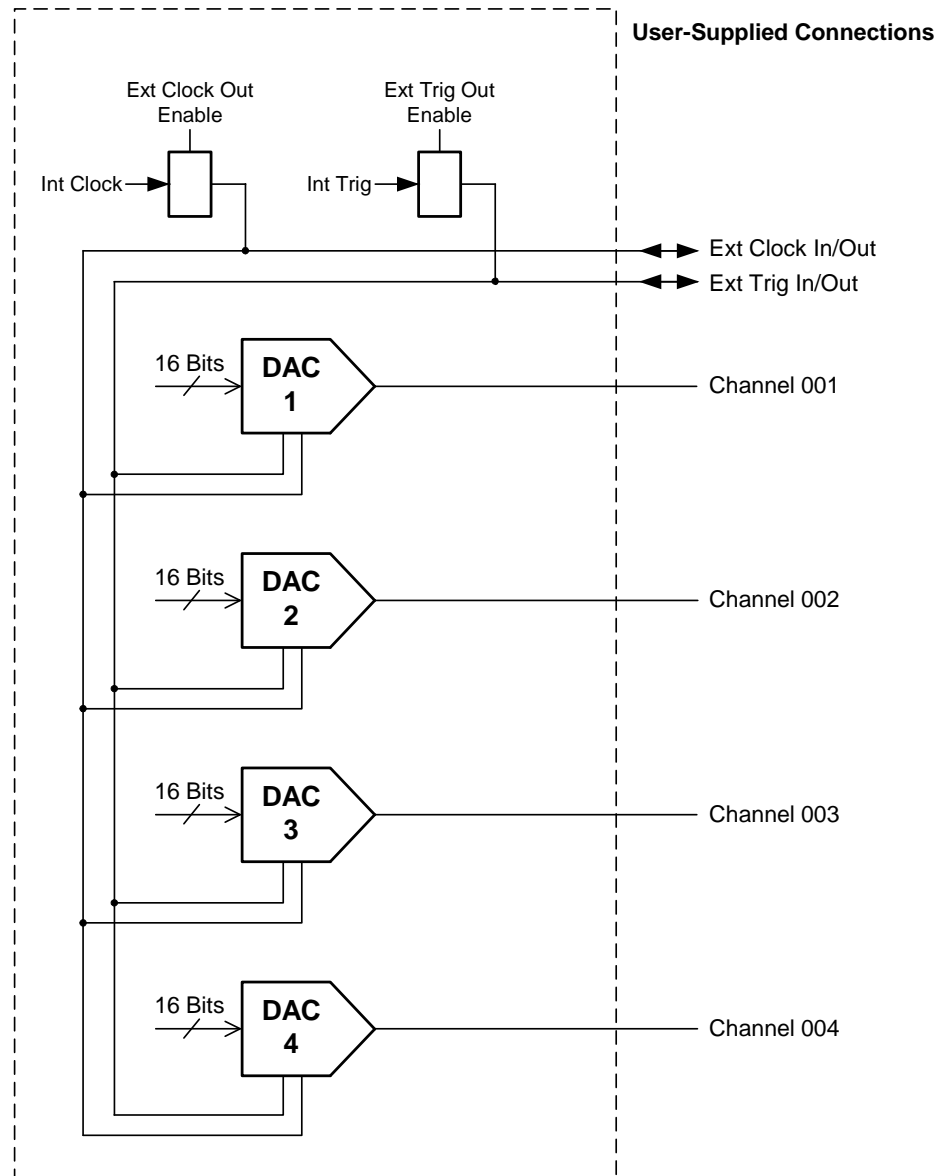 User-Supplied Connections
Ext Clock Out
Enable
Ext Trig Out
Enable
Int Clock
Int Trig
Ext Clock In/Out
Ext Trig In/Out
16 Bits
DAC
1
Channel 001
16 Bits
DAC
2
Channel 002
16 Bits
DAC
3
Channel 003
16 Bits
DAC
4
Channel 004